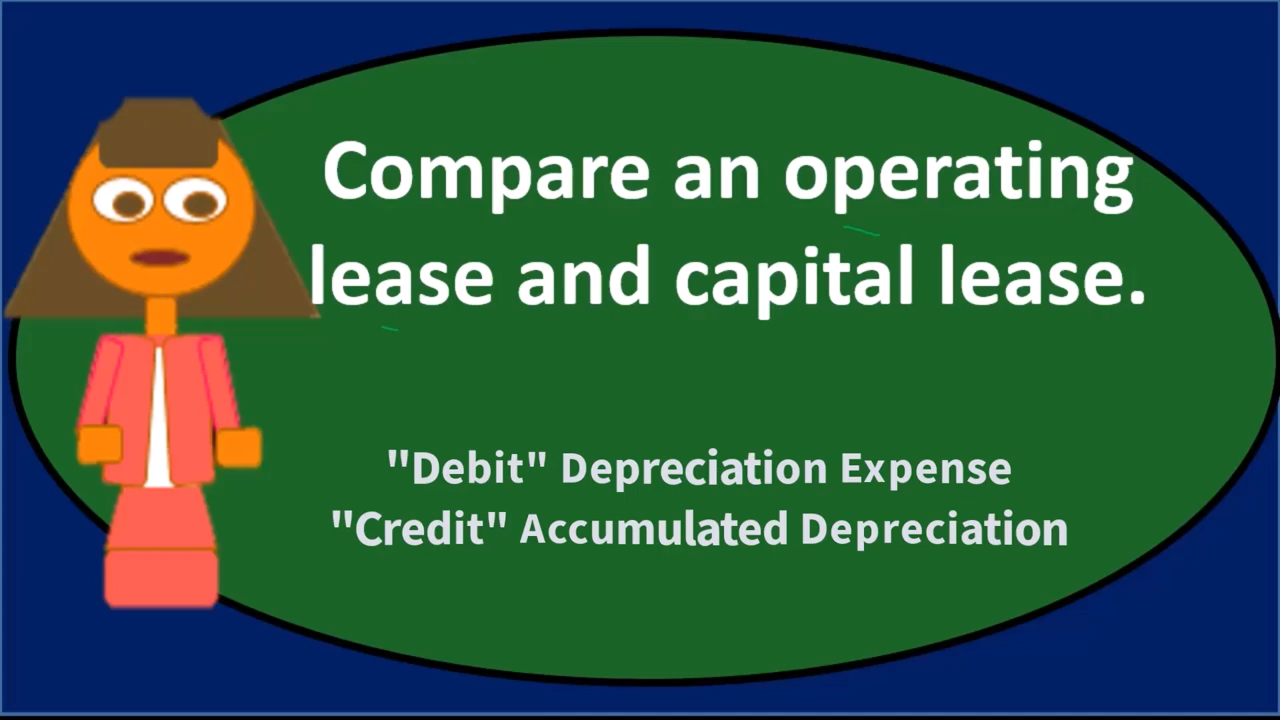 Compare an operating
lease and capital lease.
"Debit" Depreciation Expense
"Credit" Accumulated Depreciation